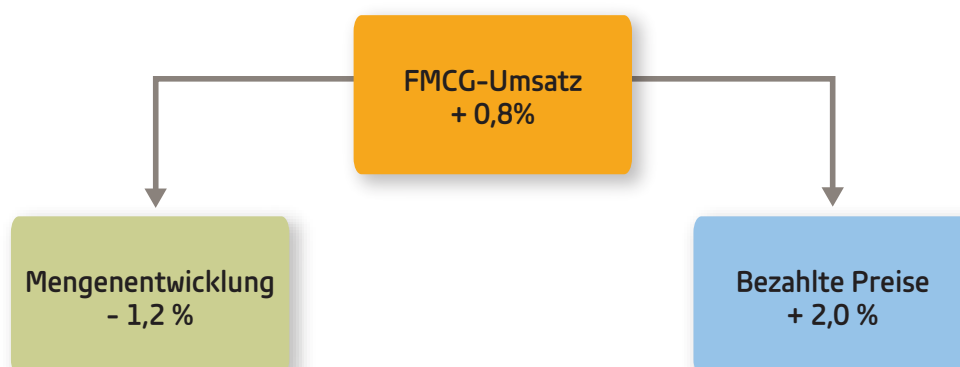 FMCG-Umsatz
+ 0,8%
Mengenentwicklung
- 1,2 %
Bezahlte Preise
+ 2,0 %